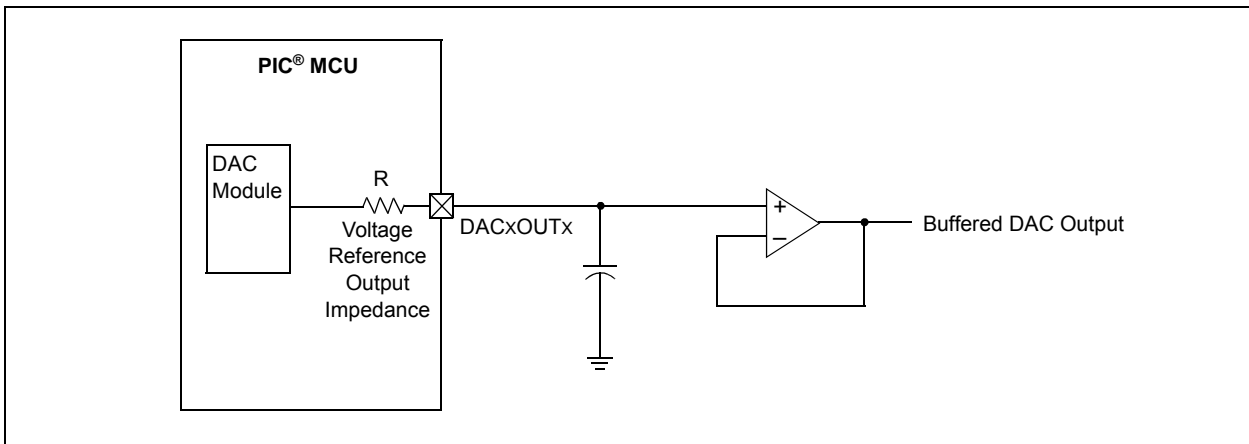 PIC® MCU
DAC
Module
R
Voltage
Reference
Output
Impedance
DACXOUTX
+
–
Buffered DAC Output